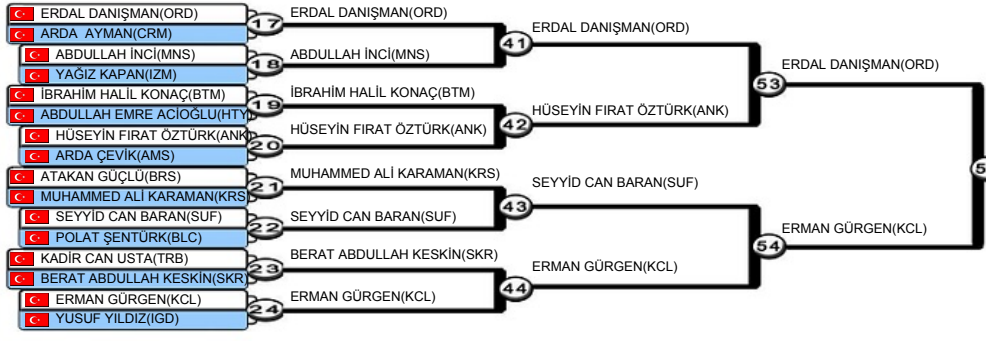 ERDAL DANIŞMAN(ORD)
ARDA AYMAN(CRM)
17
ERDAL DANIŞMAN(ORD)
ABDULLAH İNCİ(MNS)
YAĞIZ KAPAN(IZM)
18
ABDULLAH İNCİ(MNS)
41
ERDAL DANIŞMAN(ORD)
İBRAHİM HALİL KONAÇ(BTM)
ABDULLAH EMRE ACİOĞLU(HTY
19
İBRAHİM HALİL KONAÇ(BTM)
HÜSEYİN FIRAT ÖZTÜRK(ANK
ARDA ÇEVİK(AMS)
20
HÜSEYİN FIRAT ÖZTÜRK(ANK)
42
HÜSEYİN FIRAT ÖZTÜRK(ANK)
53
ERDAL DANIŞMAN(ORD)
ATAKAN GÜÇLÜ(BRS)
MUHAMMED ALİ KARAMAN(KRS
21
MUHAMMED ALİ KARAMAN(KRS)
SEYYİD CAN BARAN(SUF)
POLAT ŞENTÜRK(BLC)
22
SEYYİD CAN BARAN(SUF)
43
SEYYİD CAN BARAN(SUF)
KADİR CAN USTA(TRB)
BERAT ABDULLAH KESKİN(SKR)
23
BERAT ABDULLAH KESKİN(SKR)
ERMAN GÜRGEN(KCL)
YUSUF YILDIZ(IGD)
24
ERMAN GÜRGEN(KCL)
44
ERMAN GÜRGEN(KCL)
54
ERMAN GÜRGEN(KCL)